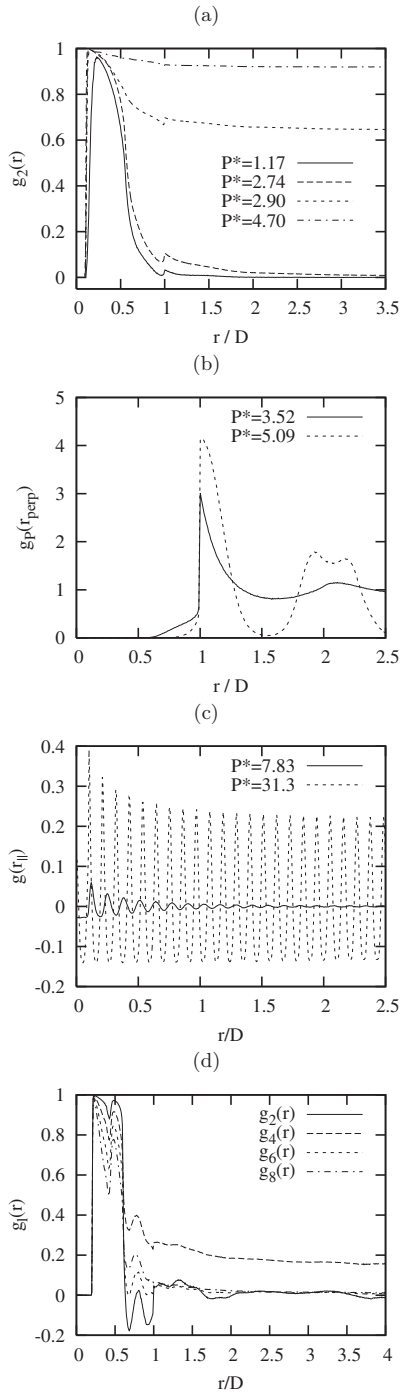 (a)
1
0.8
0.6
0.4
0.2
0
g2(r)
P*=1.17
P*=2.74
P*=2.90
P*=4.70
0 0.5 1 1.5 2 2.5 3 3.5
r / D
(b)
5
4
3
2
1
0
gP(rperp)
P*=3.52
P*=5.09
0 0.5 1 1.5 2 2.5
r / D
(c)
0.4
0.3
0.2
0.1
0
-0.1
-0.2
g(r||)
P*=7.83
P*=31.3
0 0.5 1 1.5 2 2.5
r/D
(d)
1
0.8
0.6
0.4
0.2
0
-0.2
gl(r)
g2(r)
g4(r)
g6(r)
g8(r)
0 0.5 1 1.5 2 2.5 3 3.5 4
r/D